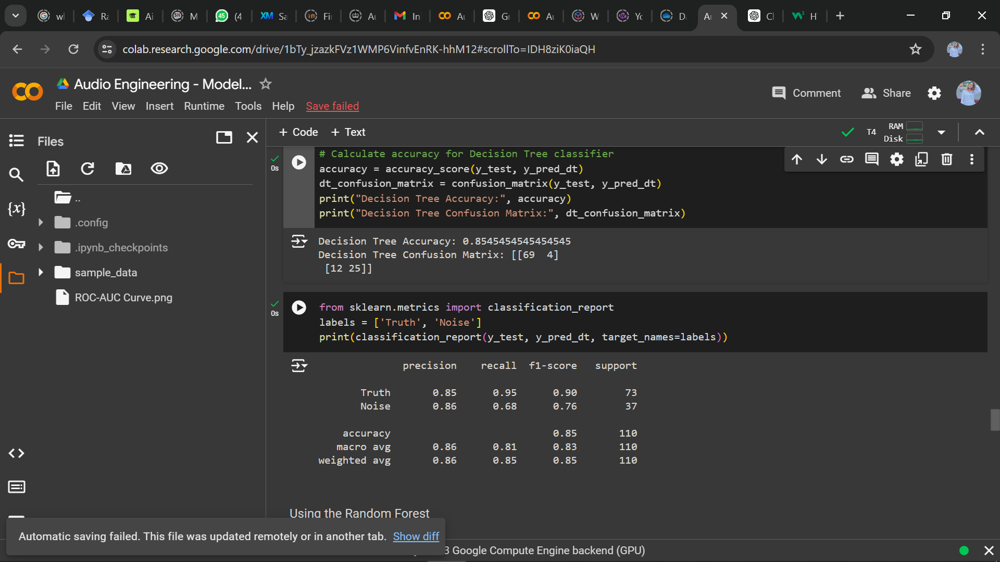 wl
Ra
Ai
M
45
(4
XM
Sa
Fi
Au
In
Au
Gr
Au
W
Yo
D
Au
Cl
H
colab.research.google.com/drive/1bTy_jzazkFVz1WMP6VinfvEnRK-hhM12#scrollTo=IDH8ziK0iaQH
Audio Engineering - Model...
Comment
Share
File Edit View Insert Runtime Tools Help Save failed
Files
+ Code + Text
T4
RAM
Disk
..
.config
.ipynb_checkpoints
sample_data
ROC-AUC Curve.png
{x}
0s
# Calculate accuracy for Decision Tree classifier
accuracy = accuracy_score(y_test, y_pred_dt)
dt_confusion_matrix = confusion_matrix(y_test, y_pred_dt)
print("Decision Tree Accuracy:", accuracy)
print("Decision Tree Confusion Matrix:", dt_confusion_matrix)
Decision Tree Accuracy: 0.8545454545454545
Decision Tree Confusion Matrix: [[69  4]
[12 25]]
0s
from sklearn.metrics import classification_report
labels = ['Truth', 'Noise']
print(classification_report(y_test, y_pred_dt, target_names=labels))
precision recall f1-score support
Truth 0.85 0.95 0.90 73
Noise 0.86 0.68 0.76 37
accuracy 0.85 110
macro avg 0.86 0.81 0.83 110
weighted avg 0.86 0.85 0.85 110
Using the Random Forest
Automatic saving failed. This file was updated remotely or in another tab. Show diff
3 Google Compute Engine backend (GPU)